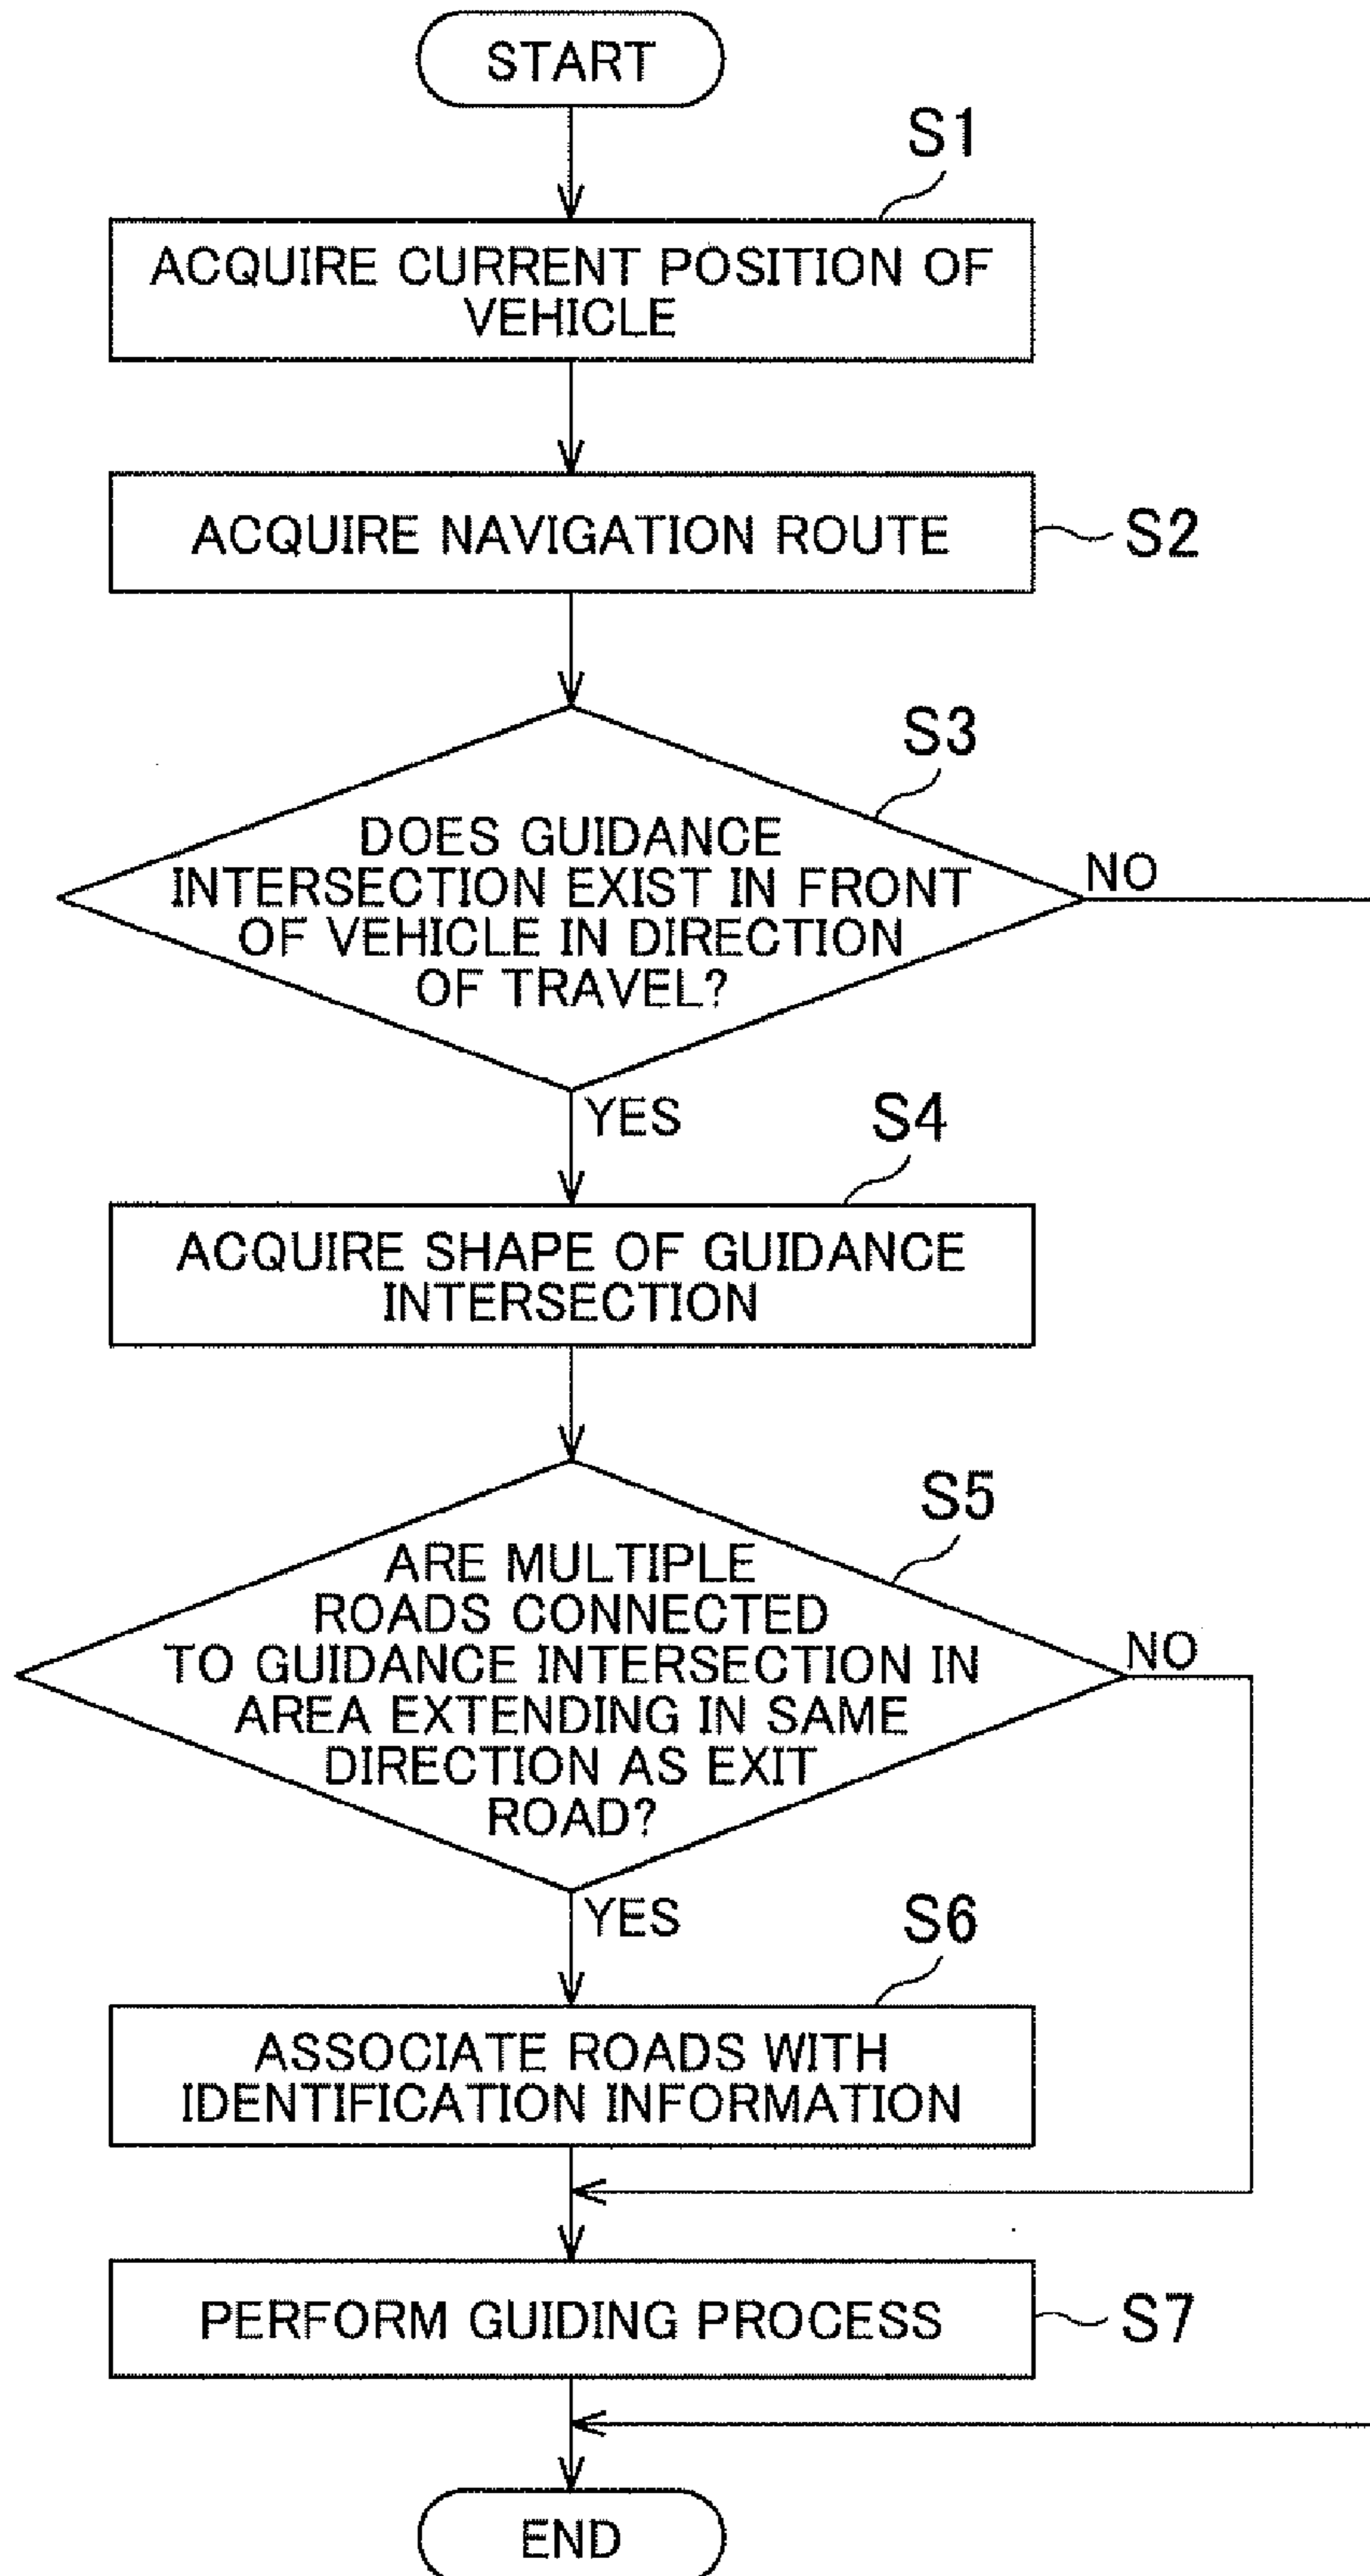 START
S1
ACQUIRE CURRENT POSITION OF
VEHICLE
ACQUIRE NAVIGATION ROUTE
S2
S3
DOES GUIDANCE
INTERSECTION EXIST IN FRONT
OF VEHICLE IN DIRECTION
OF TRAVEL?
NO
YES
S4
ACQUIRE SHAPE OF GUIDANCE
INTERSECTION
S5
ARE MULTIPLE
ROADS CONNECTED
TO GUIDANCE INTERSECTION IN
AREA EXTENDING IN SAME
DIRECTION AS EXIT
ROAD?
NO
YES
S6
ASSOCIATE ROADS WITH
IDENTIFICATION INFORMATION
PERFORM GUIDING PROCESS
S7
END